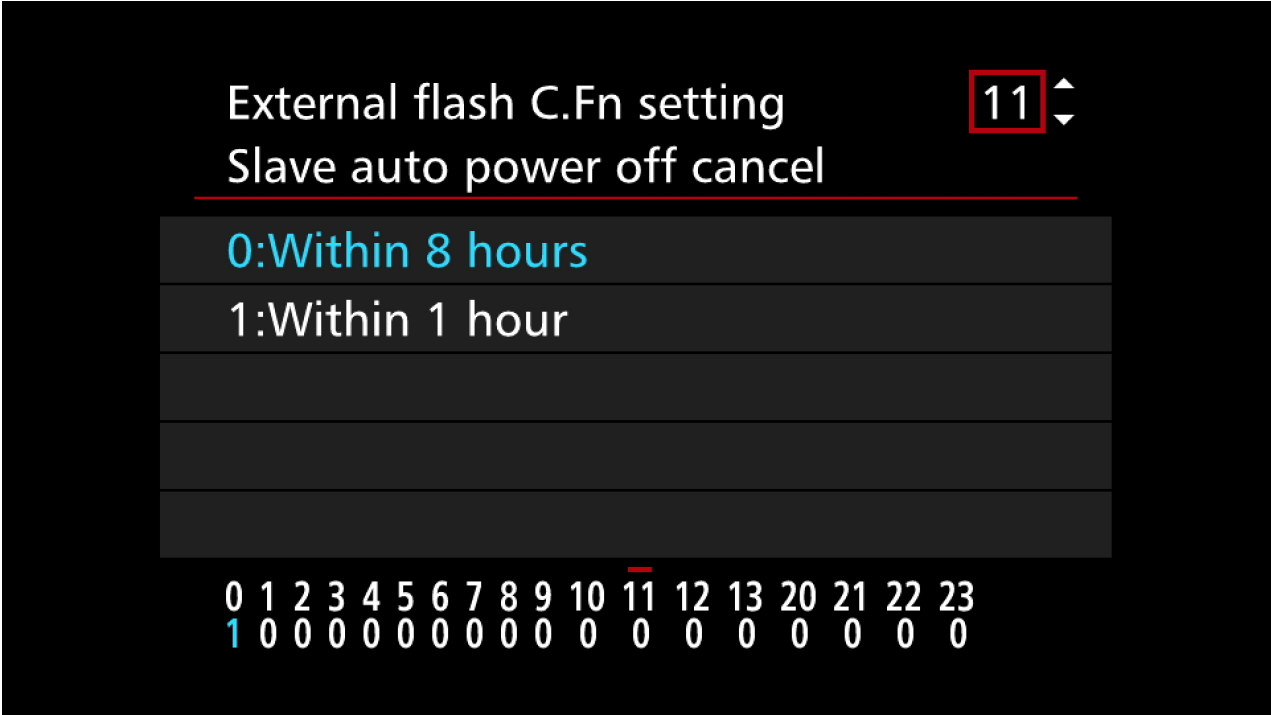 External flash C.Fn setting 11
Slave auto power off cancel
0:Within 8 hours
1:Within 1 hour
0 1 2 3 4 5 6 7 8 9 10 11 12 13 20 21 22 23
1 0 0 0 0 0 0 0 0 0 0 0 0 0 0 0 0 0